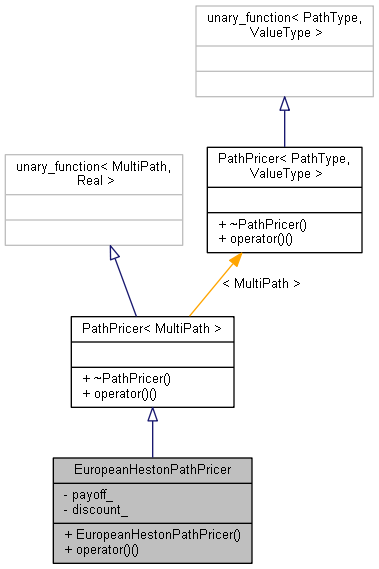 unary_function< PathType,
ValueType >
unary_function< MultiPath,
Real >
PathPricer< PathType,
ValueType >
+ ~PathPricer()
+ operator()()
< MultiPath >
PathPricer< MultiPath >
+ ~PathPricer()
+ operator()()
EuropeanHestonPathPricer
- payoff_
- discount_
+ EuropeanHestonPathPricer()
+ operator()()